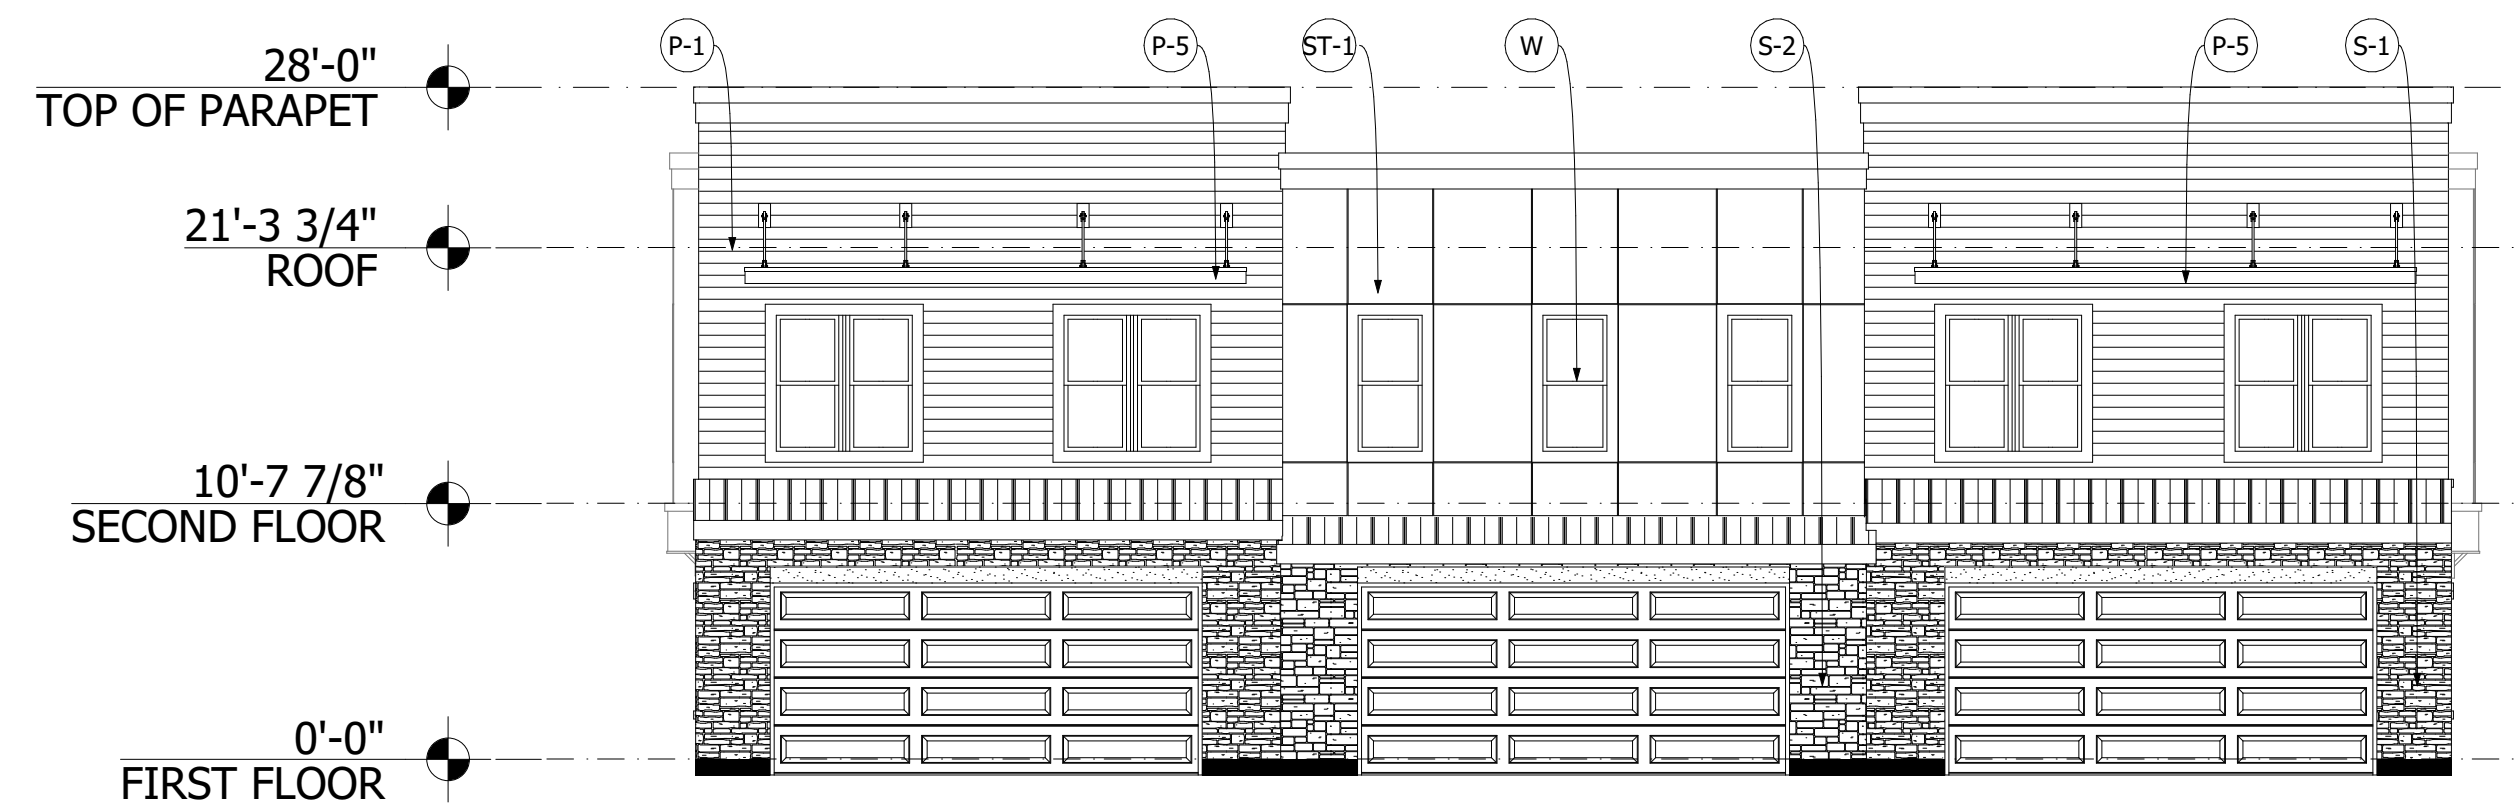 P-1
P-5
ST-1
W
S-2
P-5
S-1
28'-0"
TOP OF PARAPET
21'-3 3/4"
ROOF
10'-7 7/8"
SECOND FLOOR
0'-0"
FIRST FLOOR